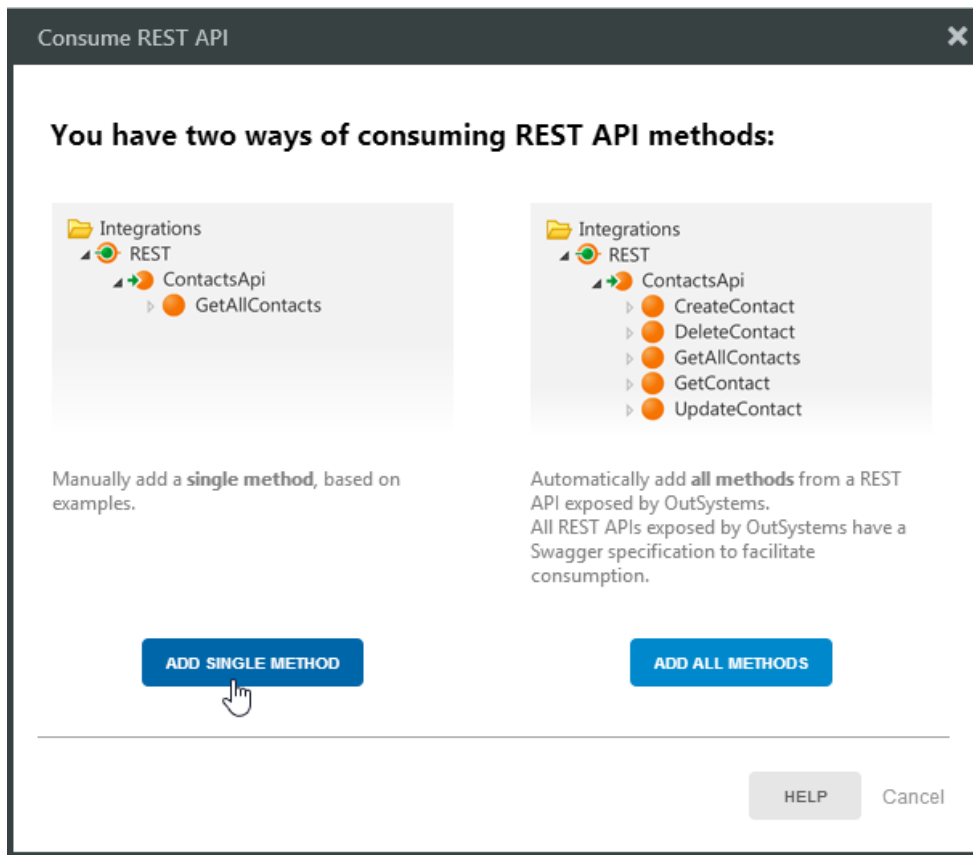 Consume REST API
You have two ways of consuming REST API methods:
Integrations
REST
ContactsApi
GetAllContacts
Manually add a single method, based on
examples.
ADD SINGLE METHOD
Integrations
REST
ContactsApi
CreateContact
DeleteContact
GetAllContacts
GetContact
UpdateContact
Automatically add all methods from a REST
API exposed by OutSystems.
All REST APIs exposed by OutSystems have a
Swagger specification to facilitate
consumption.
ADD ALL METHODS
HELP
Cancel